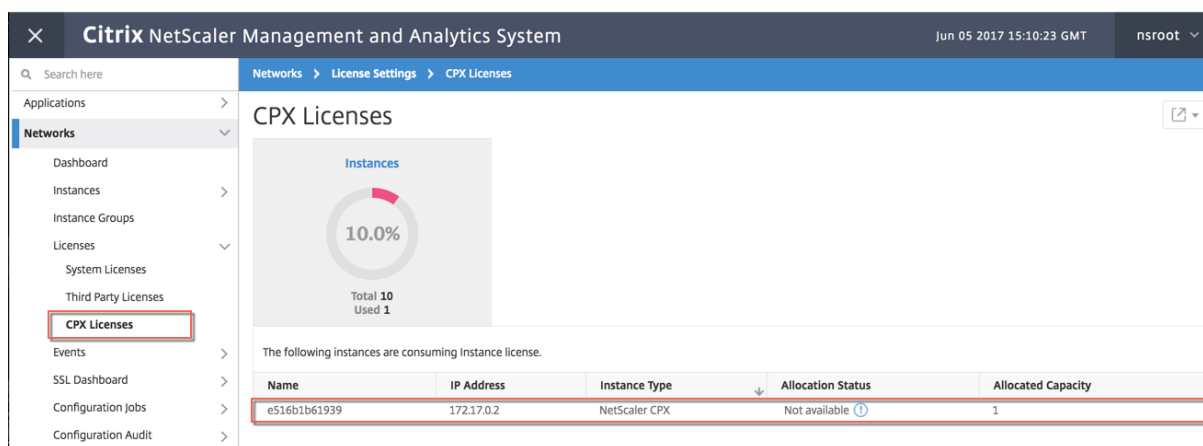 Citrix NetScaler Management and Analytics System
Jun 05 2017 15:10:23 GMT
nsroot
Search here
Applications
Networks
Dashboard
Instances
Instance Groups
Licenses
System Licenses
Third Party Licenses
CPX Licenses
Events
SSL Dashboard
Configuration Jobs
Configuration Audit
Networks > License Settings > CPX Licenses
CPX Licenses
Instances
10.0%
Total 10
Used 1
The following instances are consuming Instance license.
Name IP Address Instance Type Allocation Status Allocated Capacity
e516b1b61939 172.17.0.2 NetScaler CPX Not available 1